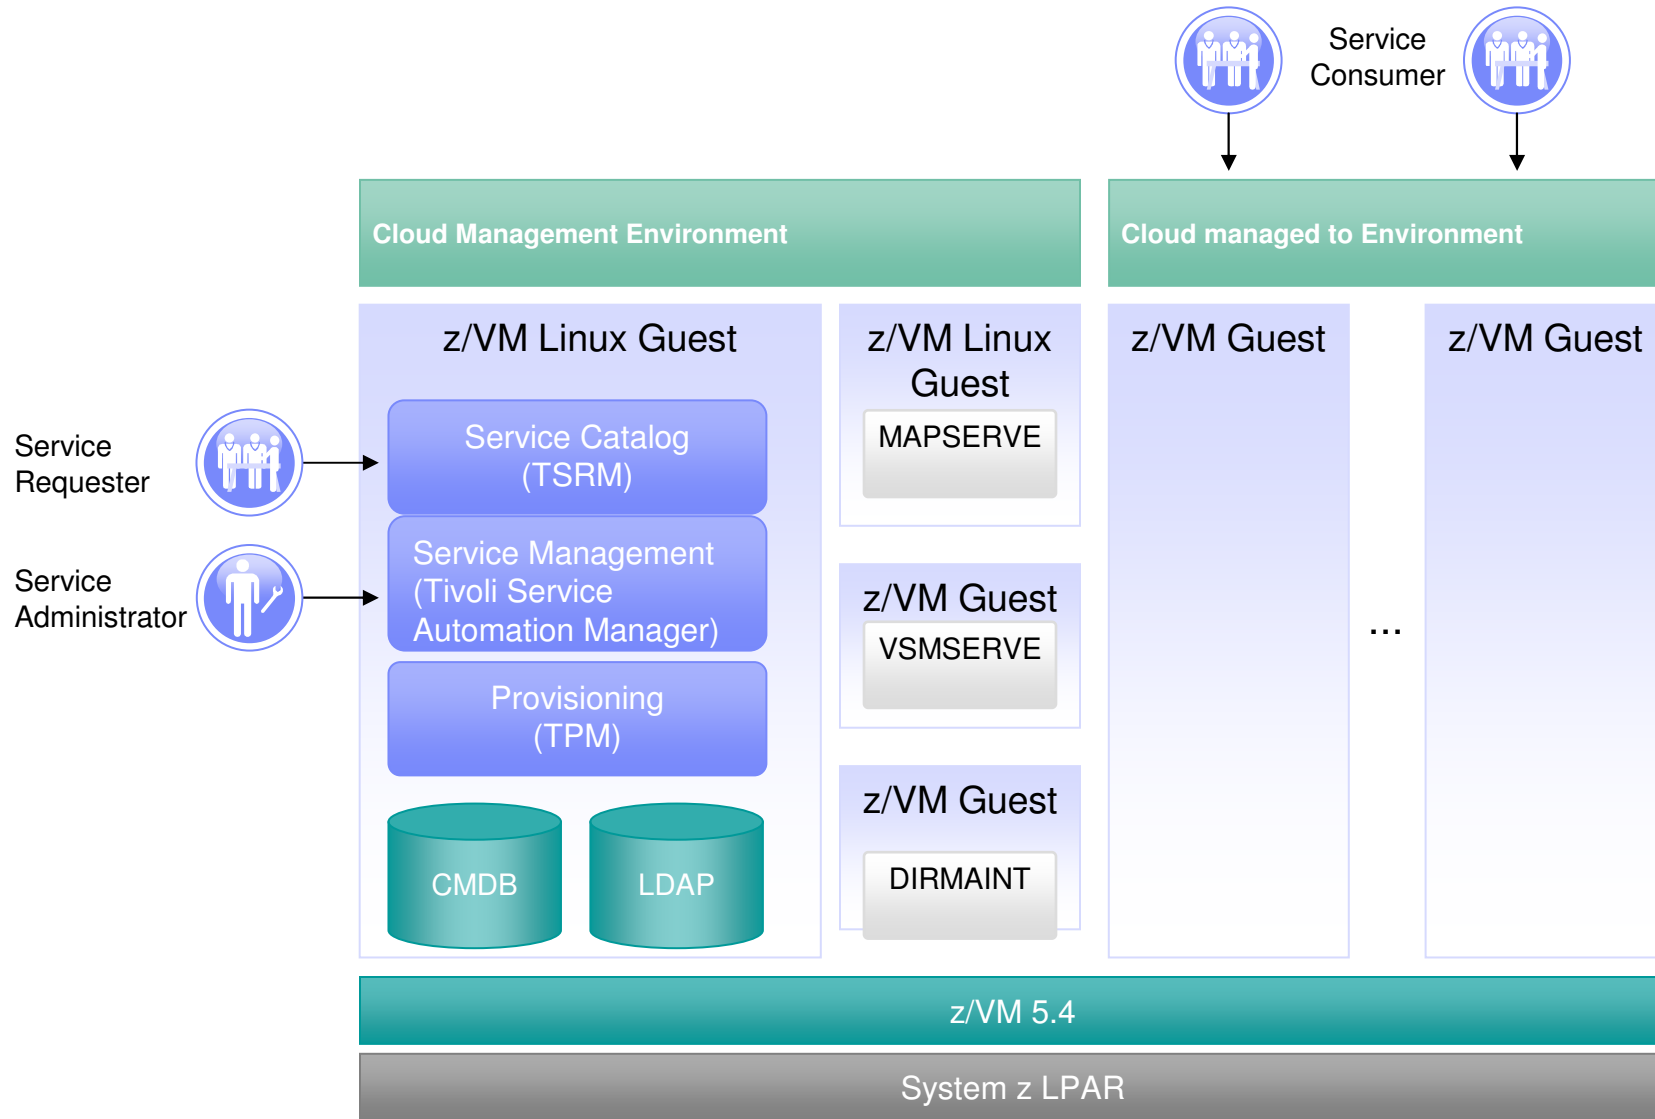 Service
Consumer
Cloud Management Environment
Cloud managed to Environment
z/VM Linux Guest
z/VM Linux
Guest
z/VM Guest
z/VM Guest
Service
Requester
Service Catalog
(TSRM)
MAPSERVE
Service
Administrator
Service Management
(Tivoli Service
Automation Manager)
z/VM Guest
VSMSERVE
...
Provisioning
(TPM)
z/VM Guest
DIRMAINT
CMDB
LDAP
z/VM 5.4
System z LPAR